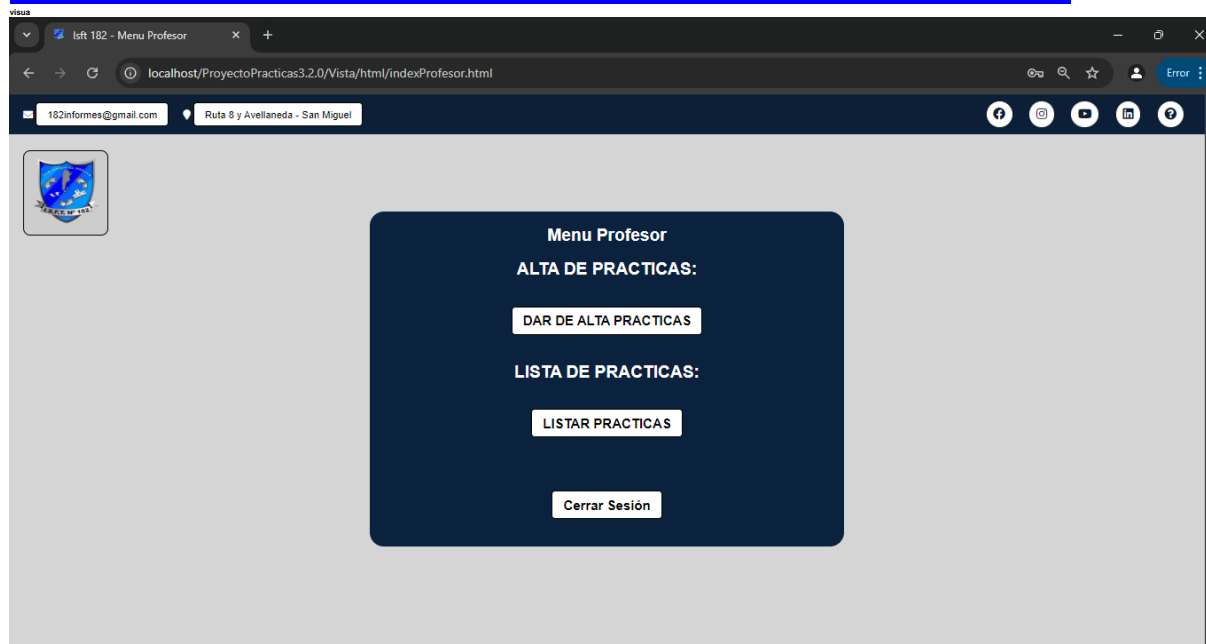 visua
Isft 182 - Menu Profesor
localhost/ProyectoPracticas3.2.0/Vista/html/indexProfesor.html
Error
182informes@gmail.com
Ruta 8 y Avellaneda - San Miguel
I.S.F.T. Nº 182
Menu Profesor
ALTA DE PRACTICAS:
DAR DE ALTA PRACTICAS
LISTA DE PRACTICAS:
LISTAR PRACTICAS
Cerrar Sesión